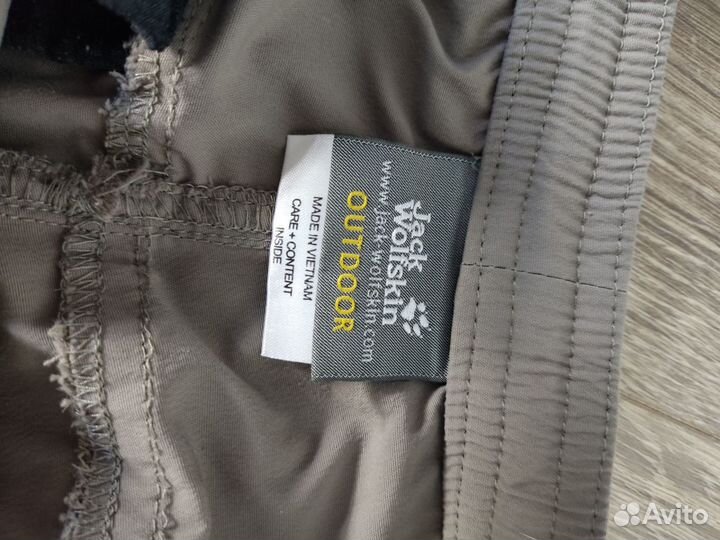 Jack
Wolfskin
www.jack-wolfskin.com
OUTDOOR
MADE IN VIETNAM
CARE + CONTENT
INSIDE
Avito